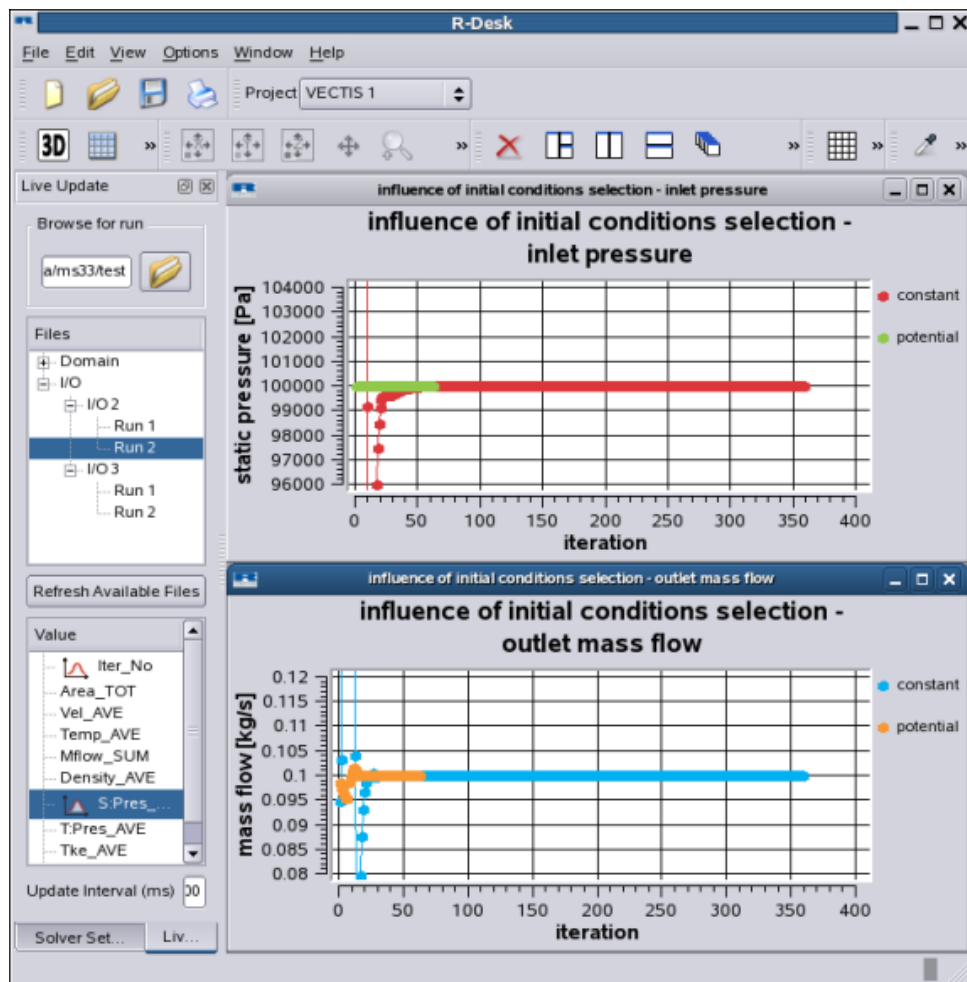 R-Desk
File Edit View Options Window Help
Project VECTIS 1
3D
Live Update
Browse for run
a/ms33/test
Files
Domain
I/O
I/O 2
Run 1
Run 2
I/O 3
Run 1
Run 2
Refresh Available Files
Value
Iter_No
Area_TOT
Vel_AVE
Temp_AVE
Mflow_SUM
Density_AVE
S:Pres_...
T:Pres_AVE
Tke_AVE
Update Interval (ms) 00
Solver Set... Liv...
influence of initial conditions selection - inlet pressure
influence of initial conditions selection -
inlet pressure
static pressure [Pa]
104000
103000
102000
101000
100000
99000
98000
97000
96000
0 50 100 150 200 250 300 350 400
iteration
constant
potential
influence of initial conditions selection - outlet mass flow
influence of initial conditions selection -
outlet mass flow
mass flow [kg/s]
0.12
0.115
0.11
0.105
0.1
0.095
0.09
0.085
0.08
0 50 100 150 200 250 300 350 400
iteration
constant
potential